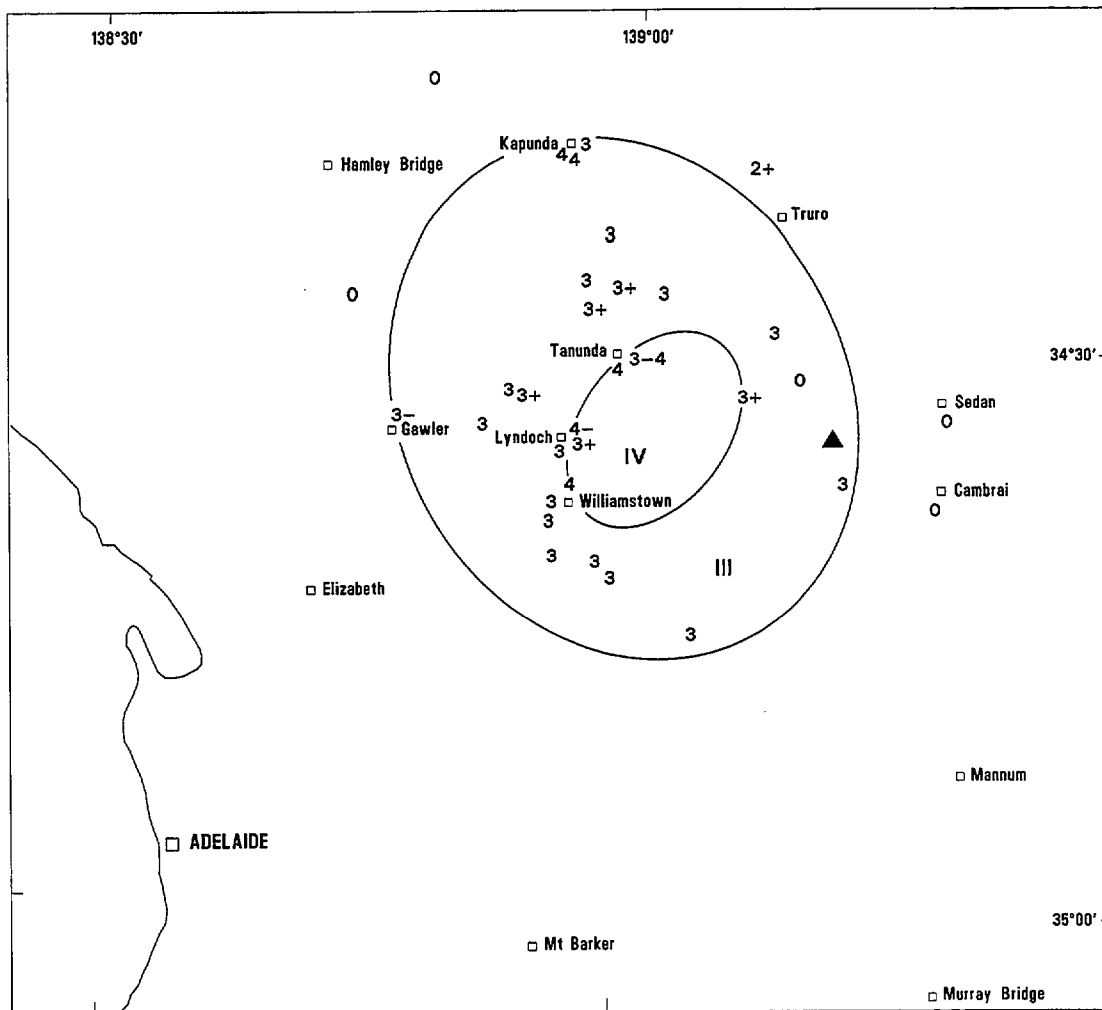 138°30′ 139°00′
0
Kapunda 3
4 4
Hamley Bridge
2+
Truro
3
3 3+ 3
0
3+
3
Tanunda
3-4
4
34°30′
0
3 3+
3+
Sedan
0
3-
3
Gawler
4-
Lyndoch
3+
3
IV
4
3
3
Williamstown
Cambrai
0
3
3
3
3
III
Elizabeth
3
Mannum
ADELAIDE
35°00′
Mt Barker
Murray Bridge